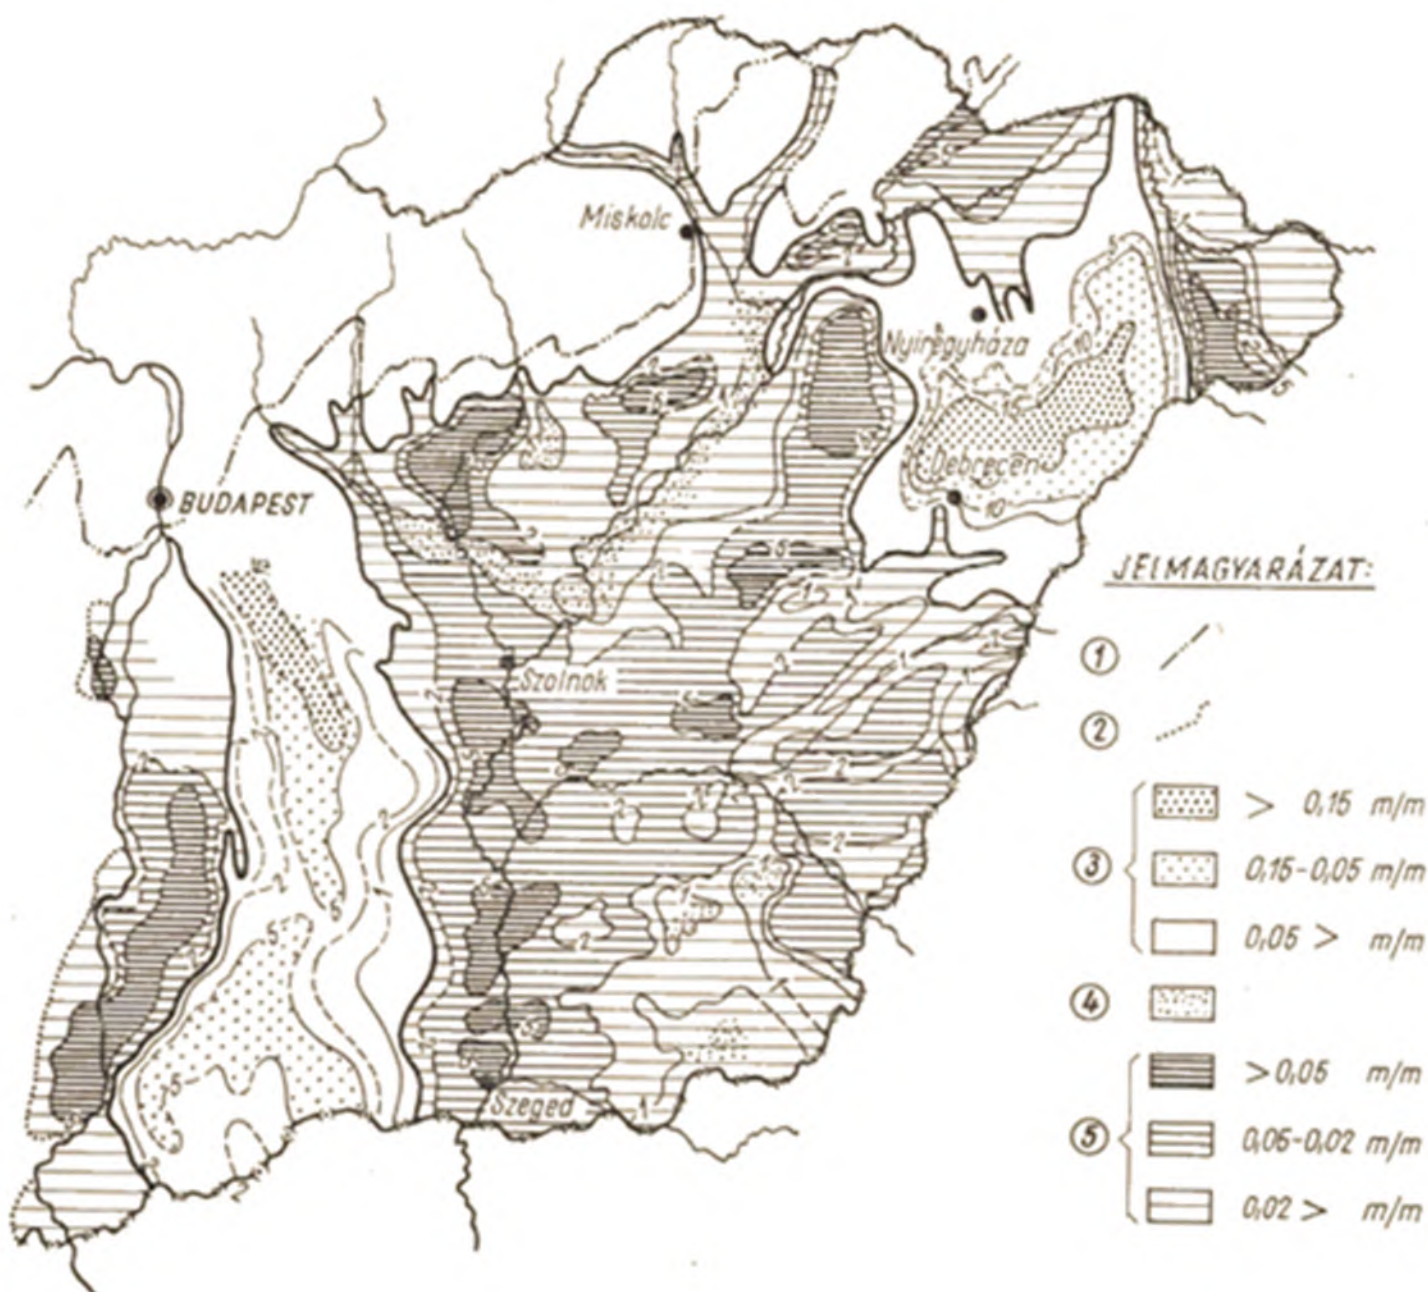 Miskolc
Nyíregyháza
Debrecen
BUDAPEST
Szolnok
Szeged
JELMAGYARÁZAT:
1
2
3
> 0,15 m/m
0,15-0,05 m/m
0,05 > m/m
4
5
>0,05 m/m
0,05-0,02 m/m
0,02 > m/m